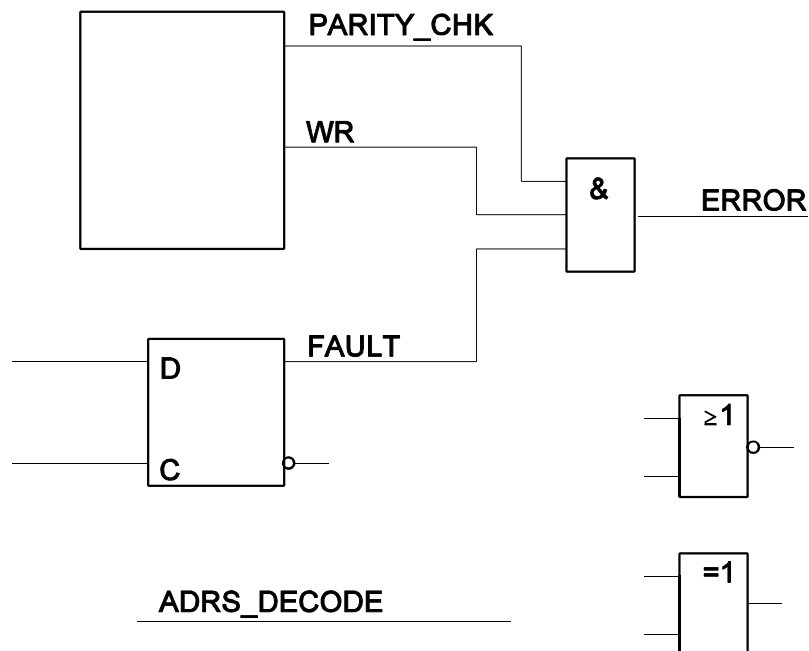 PARITY_CHK
WR
&
ERROR
FAULT
D
C
≥1
=1
ADRS_DECODE